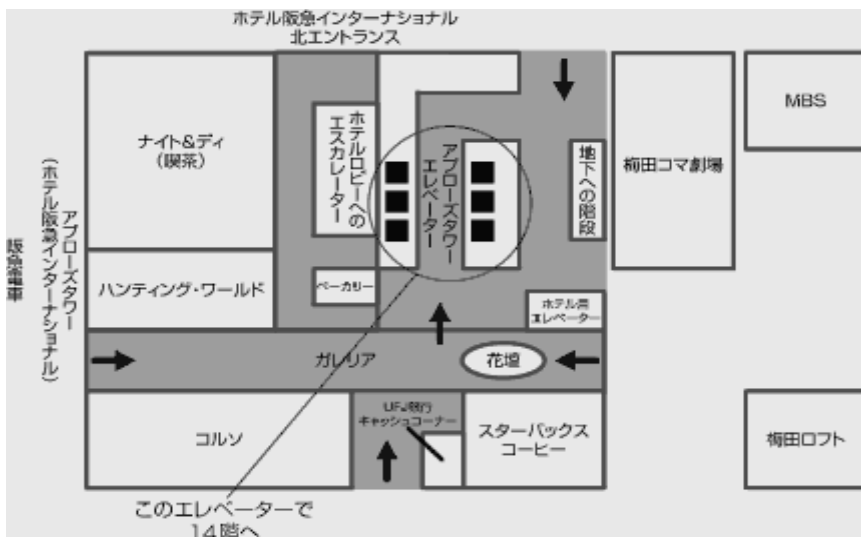 ホテル阪急インターナショナル
北エントランス
ナイト&ディ
(喫茶)
ホテルロビーへの
エスカレーター
アプローズタワー
エレベーター
地下への階段
梅田コマ劇場
MBS
阪急電車
アプローズタワー
(ホテル阪急インターナショナル)
ハンティング・ワールド
ベーカリー
ホテル用
エレベーター
ガレリア
花壇
コルソ
UFJ銀行
キャッシュコーナー
スターバックス
コーヒー
梅田ロフト
このエレベーターで
14階へ